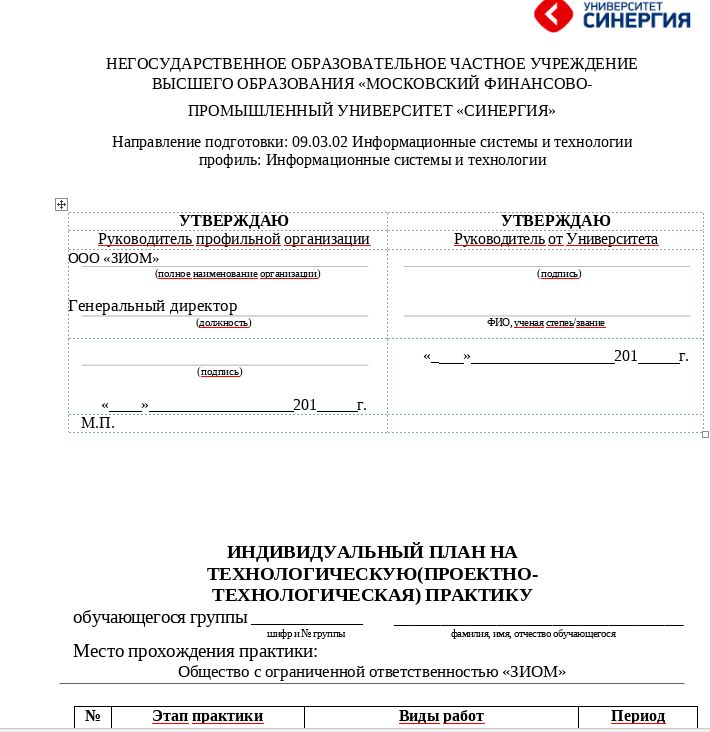 УНИВЕРСИТЕТ
СИНЕРГИЯ
НЕГОСУДАРСТВЕННОЕ ОБРАЗОВАТЕЛЬНОЕ ЧАСТНОЕ УЧРЕЖДЕНИЕ
ВЫСШЕГО ОБРАЗОВАНИЯ «МОСКОВСКИЙ ФИНАНСОВО-
ПРОМЫШЛЕННЫЙ УНИВЕРСИТЕТ «СИНЕРГИЯ»
Направление подготовки: 09.03.02 Информационные системы и технологии
профиль: Информационные системы и технологии
УТВЕРЖДАЮ УТВЕРЖДАЮ
Руководитель профильной организации Руководитель от Университета
ООО «ЗИОМ»
(полное наименование организации) (подпись)
Генеральный директор
(должность) ФИО, ученая степеь/звание
«_ ___»__________________201_____г.
(подпись)
«____»__________________201_____г.
М.П.
ИНДИВИДУАЛЬНЫЙ ПЛАН НА
ТЕХНОЛОГИЧЕСКУЮ(ПРОЕКТНО-
ТЕХНОЛОГИЧЕСКАЯ) ПРАКТИКУ
обучающегося группы ____________ ______________________________
шифр и № группы фамилия, имя, отчество обучающегося
Место прохождения практики:
Общество с ограниченной ответственностью «ЗИОМ»
№ Этап практики Виды работ Период